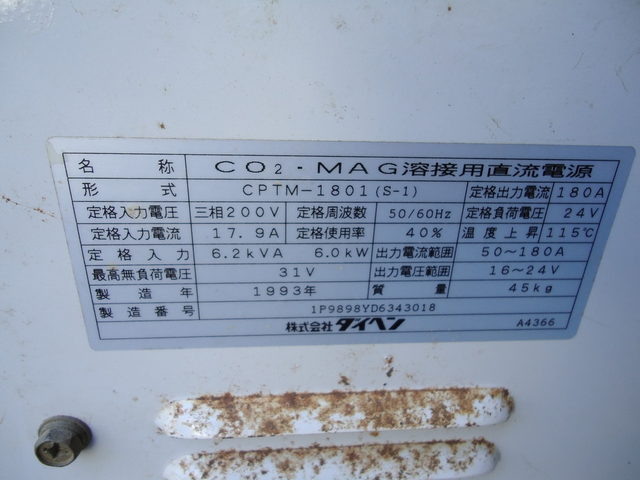 名称 CO2・MAG溶接用直流電源
形式 CPTM-1801(S-1) 定格出力電流 180A
定格入力電圧 三相200V 定格周波数 50/60Hz 定格負荷電圧 24V
定格入力電流 17.9A 定格使用率 40% 温度上昇 115℃
定格入力 6.2kVA 6.0kW 出力電流範囲 50～180A
最高無負荷電圧 31V 出力電圧範囲 16～24V
製造年 1993年 質量 45kg
製造番号 1P9898YD6343018
株式会社ダイヘン A4366